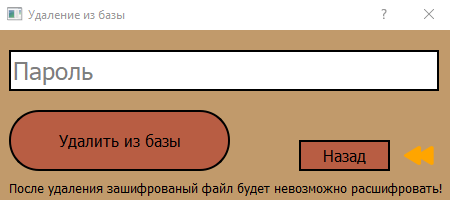 Удаление из базы
Пароль
Удалить из базы
Назад
После удаления зашифрованый файл будет невозможно расшифровать!